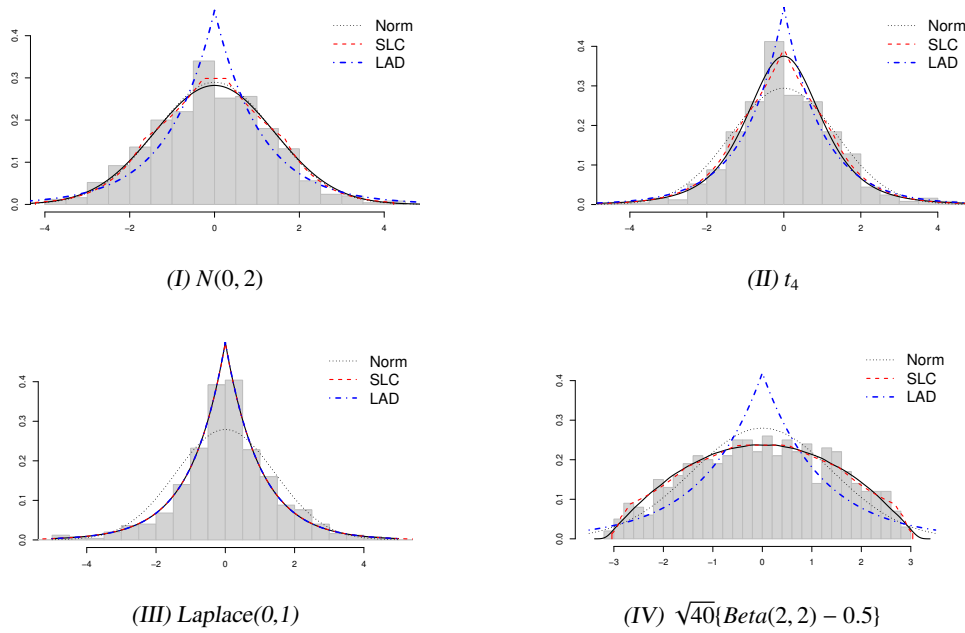 Norm
SLC
LAD
0.0 0.1 0.2 0.3 0.4
−4 −2 0 2 4
(I) N(0, 2)
Norm
SLC
LAD
0.0 0.1 0.2 0.3 0.4
−4 −2 0 2 4
(II) t₄
Norm
SLC
LAD
0.0 0.1 0.2 0.3 0.4
−4 −2 0 2 4
(III) Laplace(0,1)
Norm
SLC
LAD
0.0 0.1 0.2 0.3 0.4
−3 −2 −1 0 1 2 3
(IV) √40{Beta(2, 2) − 0.5}